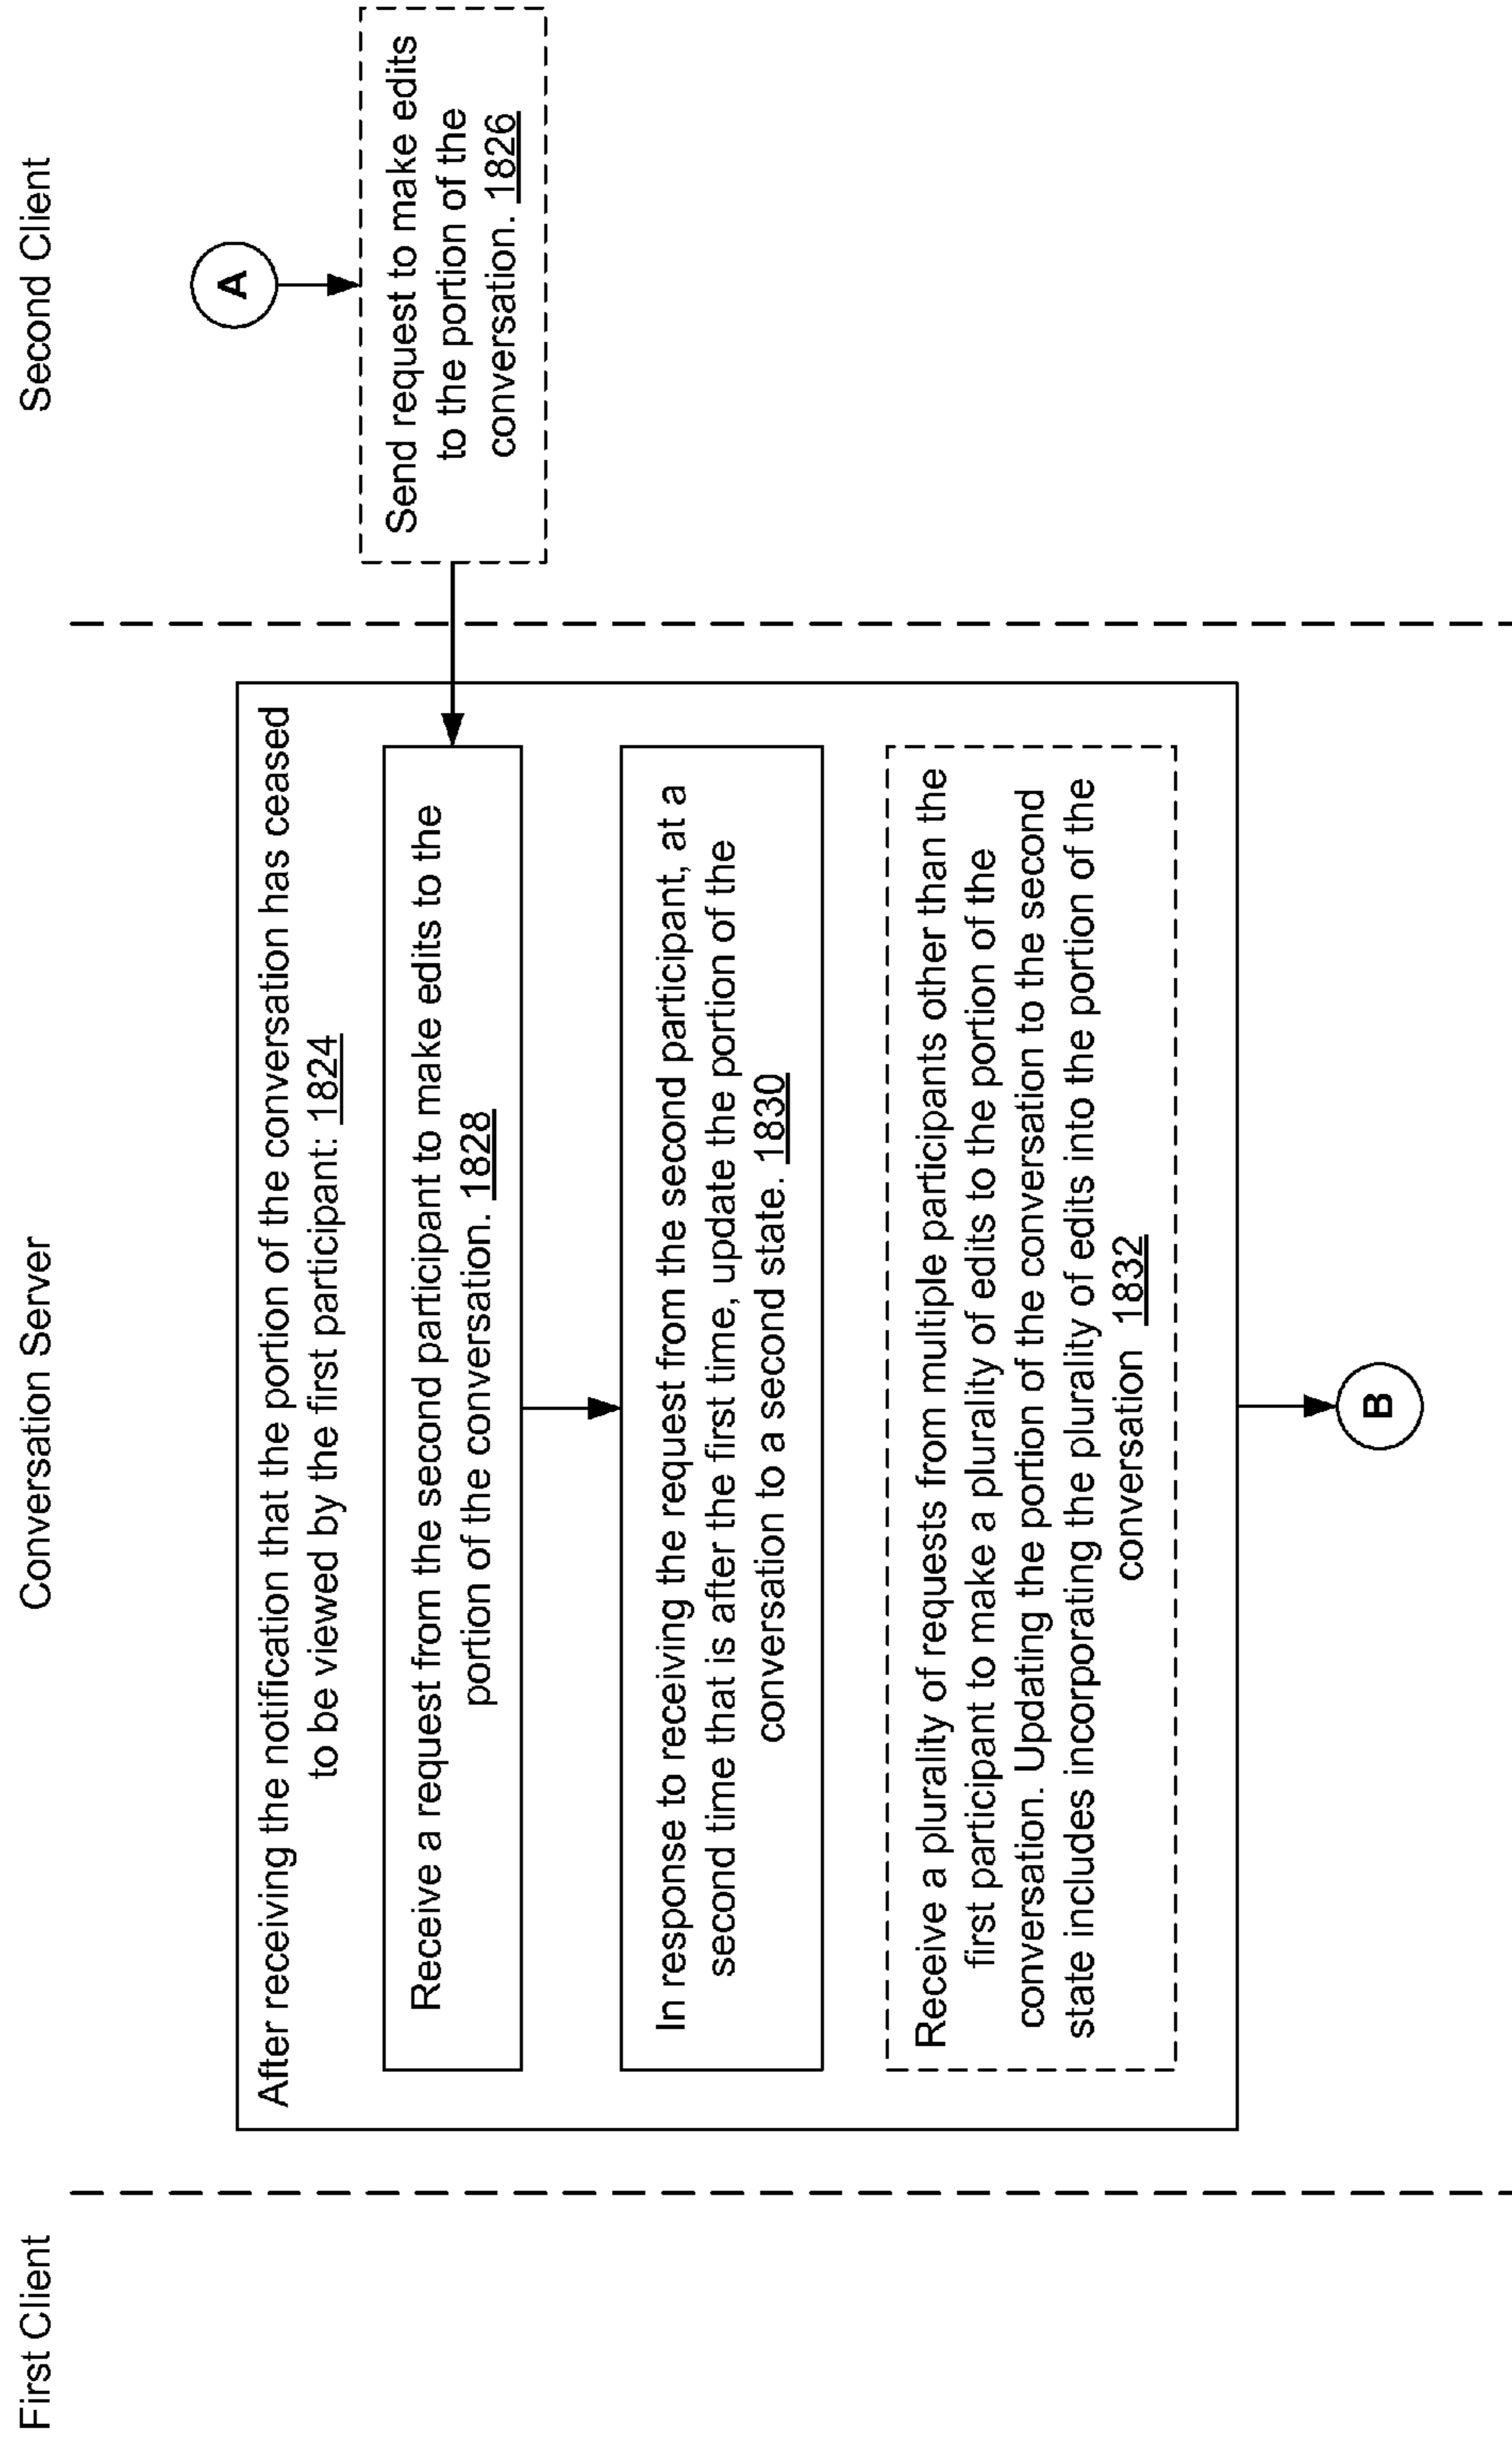 First Client
Conversation Server
Second Client
A
After receiving the notification that the portion of the conversation has ceased
to be viewed by the first participant: 1824
Send request to make edits
to the portion of the
conversation. 1826
Receive a request from the second participant to make edits to the
portion of the conversation. 1828
In response to receiving the request from the second participant, at a
second time that is after the first time, update the portion of the
conversation to a second state. 1830
Receive a plurality of requests from multiple participants other than the
first participant to make a plurality of edits to the portion of the
conversation. Updating the portion of the conversation to the second
state includes incorporating the plurality of edits into the portion of the
conversation 1832
B